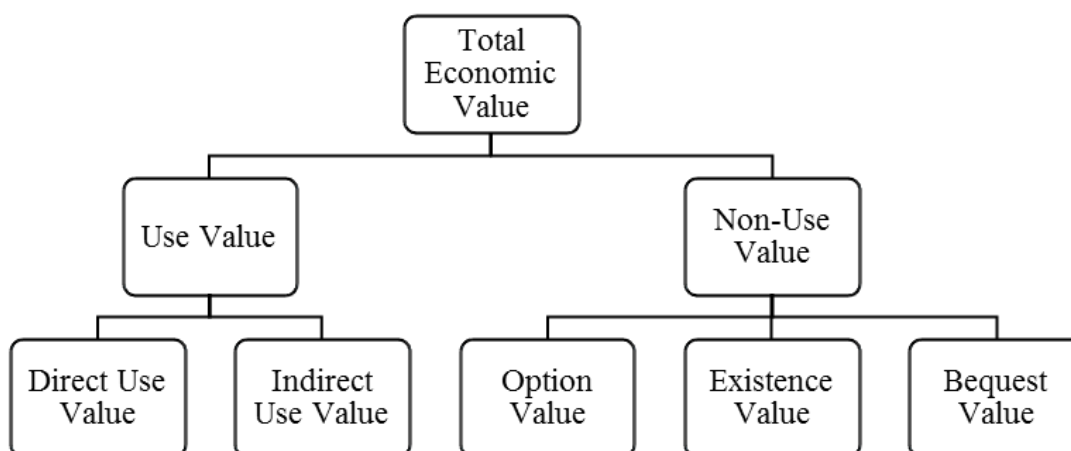 Total
Economic
Value
Use Value
Non-Use
Value
Direct Use
Value
Indirect
Use Value
Option
Value
Existence
Value
Bequest
Value